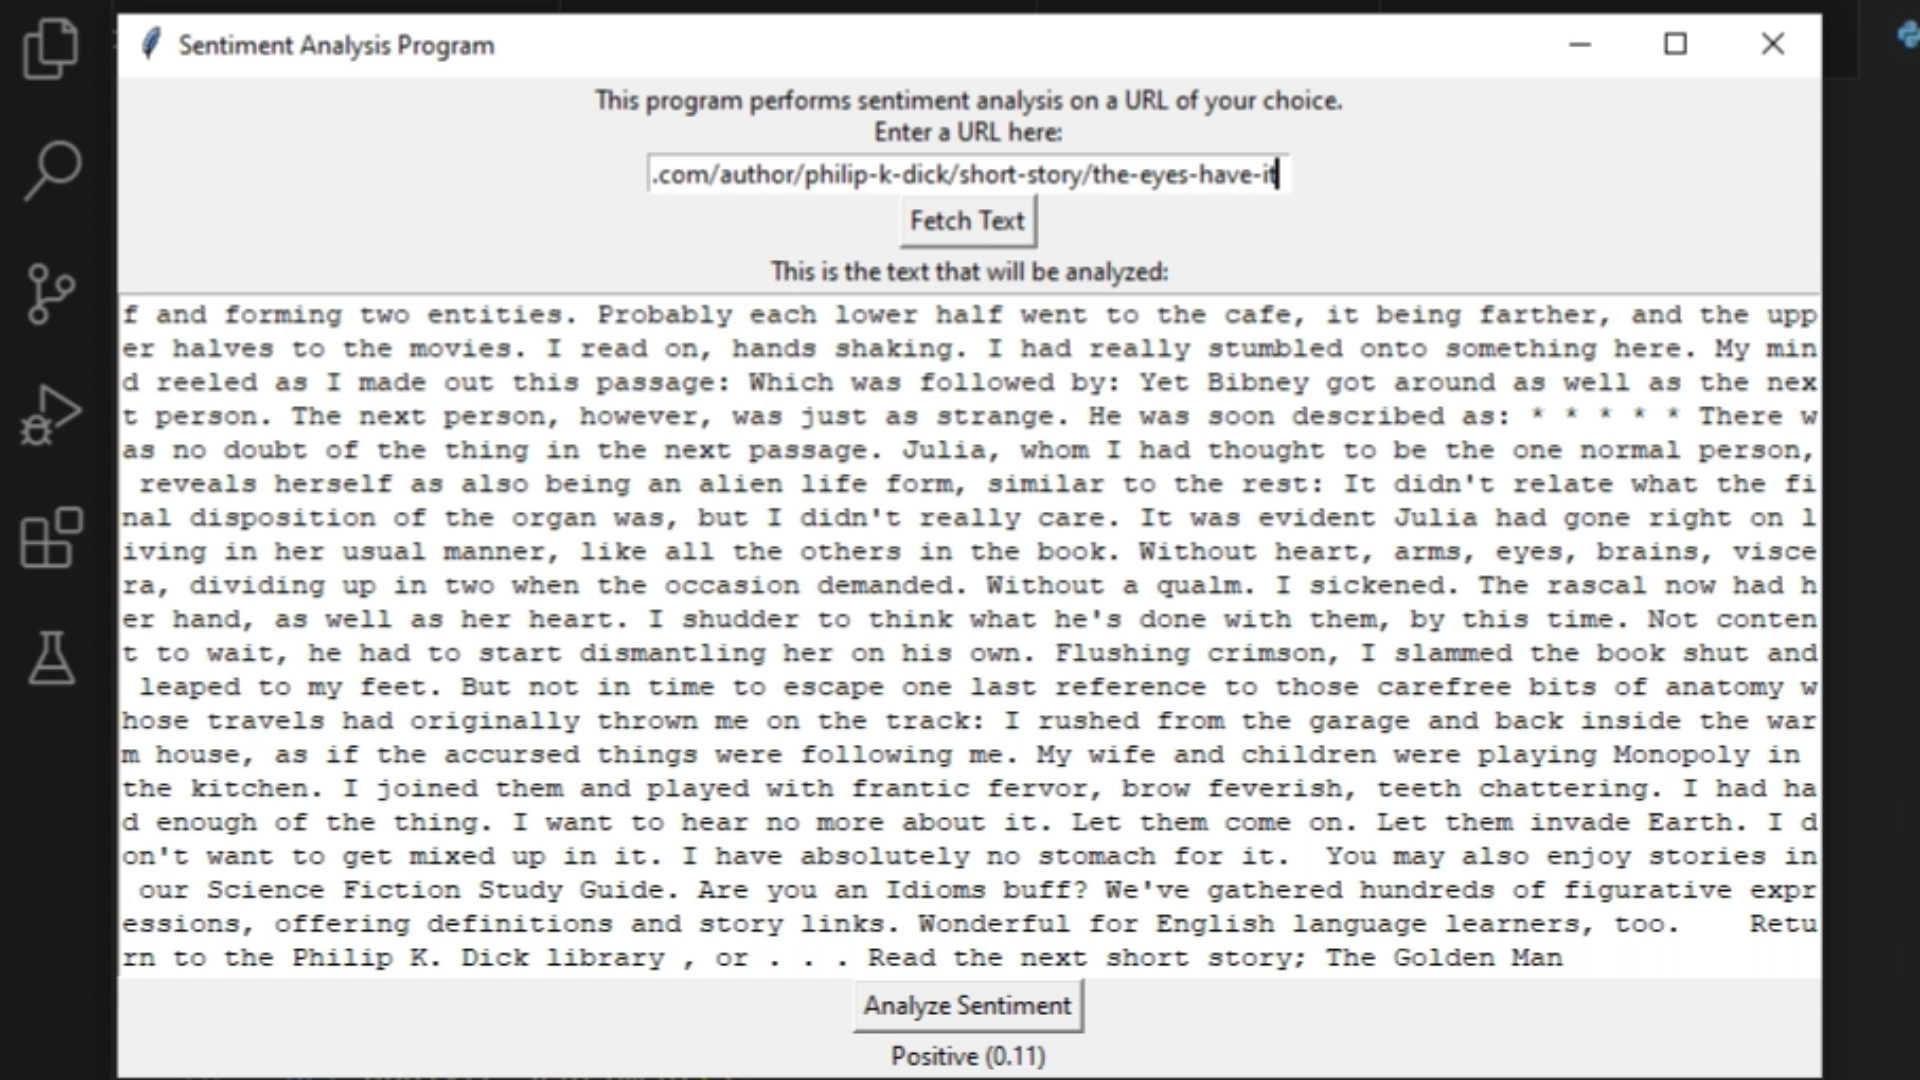 Sentiment Analysis Program
This program performs sentiment analysis on a URL of your choice.
Enter a URL here:
.com/author/philip-k-dick/short-story/the-eyes-have-it
Fetch Text
This is the text that will be analyzed:
f and forming two entities. Probably each lower half went to the cafe, it being farther, and the upp
er halves to the movies. I read on, hands shaking. I had really stumbled onto something here. My min
d reeled as I made out this passage: Which was followed by: Yet Bibney got around as well as the nex
t person. The next person, however, was just as strange. He was soon described as: * * * * * There w
as no doubt of the thing in the next passage. Julia, whom I had thought to be the one normal person,
reveals herself as also being an alien life form, similar to the rest: It didn't relate what the fi
nal disposition of the organ was, but I didn't really care. It was evident Julia had gone right on l
iving in her usual manner, like all the others in the book. Without heart, arms, eyes, brains, visce
ra, dividing up in two when the occasion demanded. Without a qualm. I sickened. The rascal now had h
er hand, as well as her heart. I shudder to think what he's done with them, by this time. Not conten
t to wait, he had to start dismantling her on his own. Flushing crimson, I slammed the book shut and
leaped to my feet. But not in time to escape one last reference to those carefree bits of anatomy w
hose travels had originally thrown me on the track: I rushed from the garage and back inside the war
m house, as if the accursed things were following me. My wife and children were playing Monopoly in
the kitchen. I joined them and played with frantic fervor, brow feverish, teeth chattering. I had ha
d enough of the thing. I want to hear no more about it. Let them come on. Let them invade Earth. I d
on't want to get mixed up in it. I have absolutely no stomach for it.  You may also enjoy stories in
our Science Fiction Study Guide. Are you an Idioms buff? We've gathered hundreds of figurative expr
essions, offering definitions and story links. Wonderful for English language learners, too.    Retu
rn to the Philip K. Dick library , or . . . Read the next short story; The Golden Man
Analyze Sentiment
Positive (0.11)